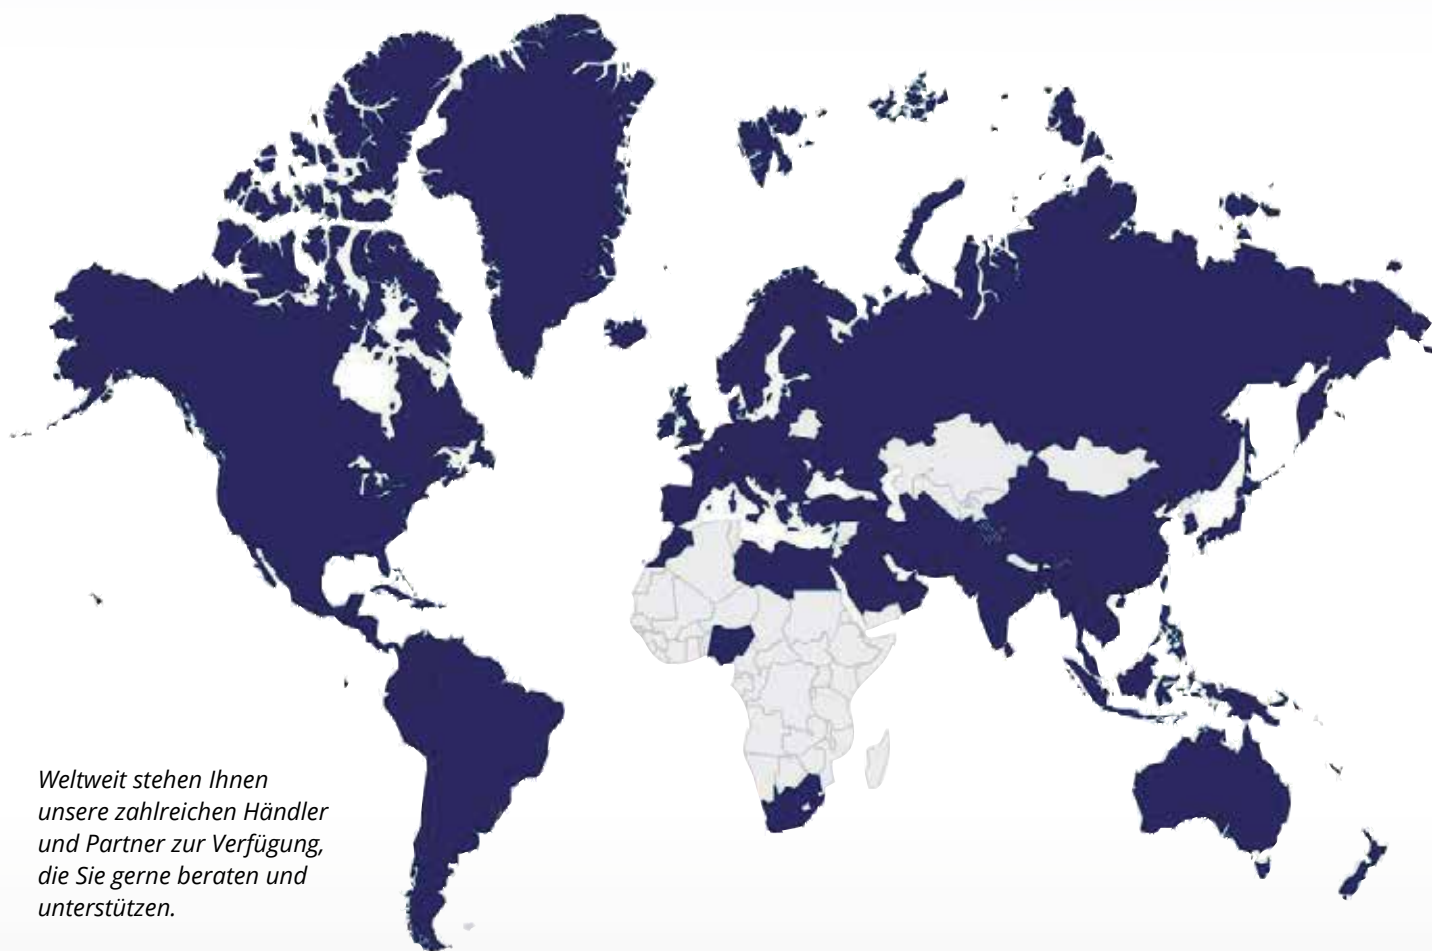 Weltweit stehen Ihnen
unsere zahlreichen Händler
und Partner zur Verfügung,
die Sie gerne beraten und
unterstützen.